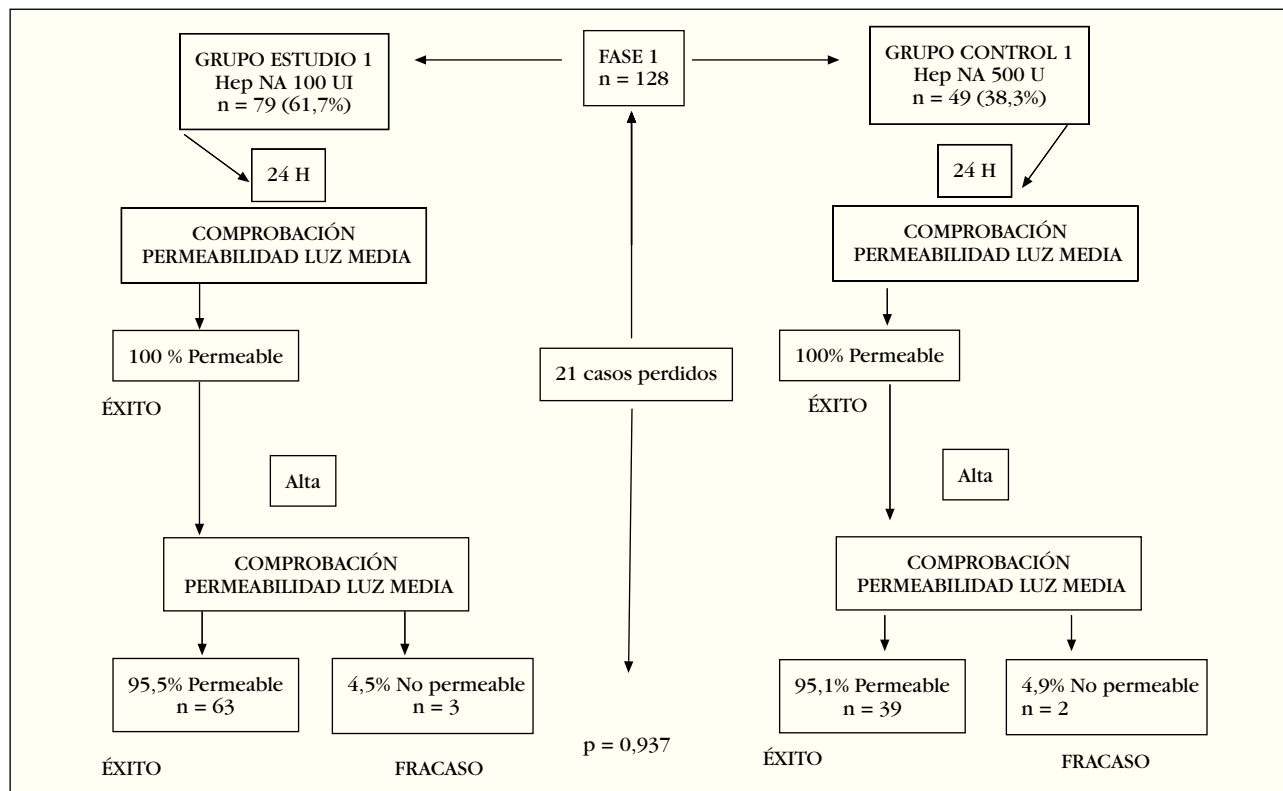 GRUPO ESTUDIO 1
Hep NA 100 UI
n = 79 (61,7%)
FASE 1
n = 128
GRUPO CONTROL 1
Hep NA 500 U
n = 49 (38,3%)
24 H
24 H
COMPROBACIÓN
PERMEABILIDAD LUZ MEDIA
COMPROBACIÓN
PERMEABILIDAD LUZ MEDIA
100 % Permeable
21 casos perdidos
100% Permeable
ÉXITO
ÉXITO
Alta
Alta
COMPROBACIÓN
PERMEABILIDAD LUZ MEDIA
COMPROBACIÓN
PERMEABILIDAD LUZ MEDIA
95,5% Permeable
n = 63
4,5% No permeable
n = 3
95,1% Permeable
n = 39
4,9% No permeable
n = 2
p = 0,937
ÉXITO
FRACASO
ÉXITO
FRACASO